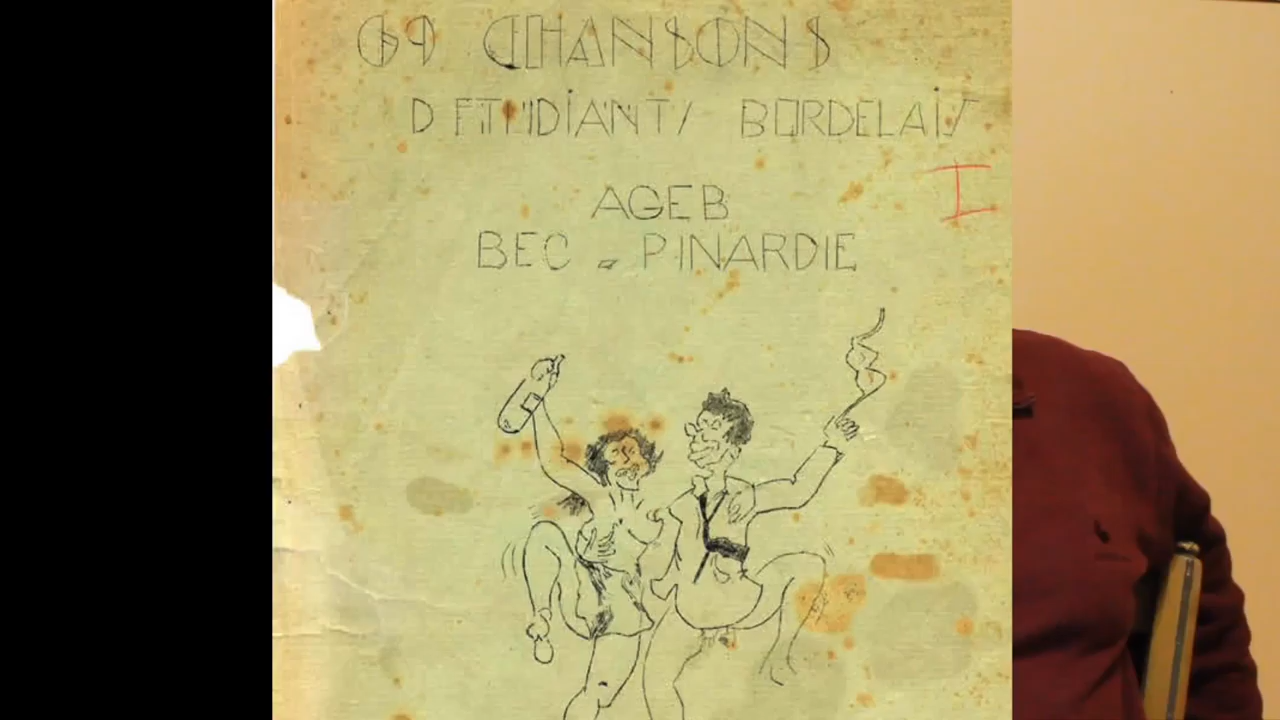 69 CHANSONS
D ETUDIANTS BORDELAIS
I
AGEB
BEC - PINARDIE